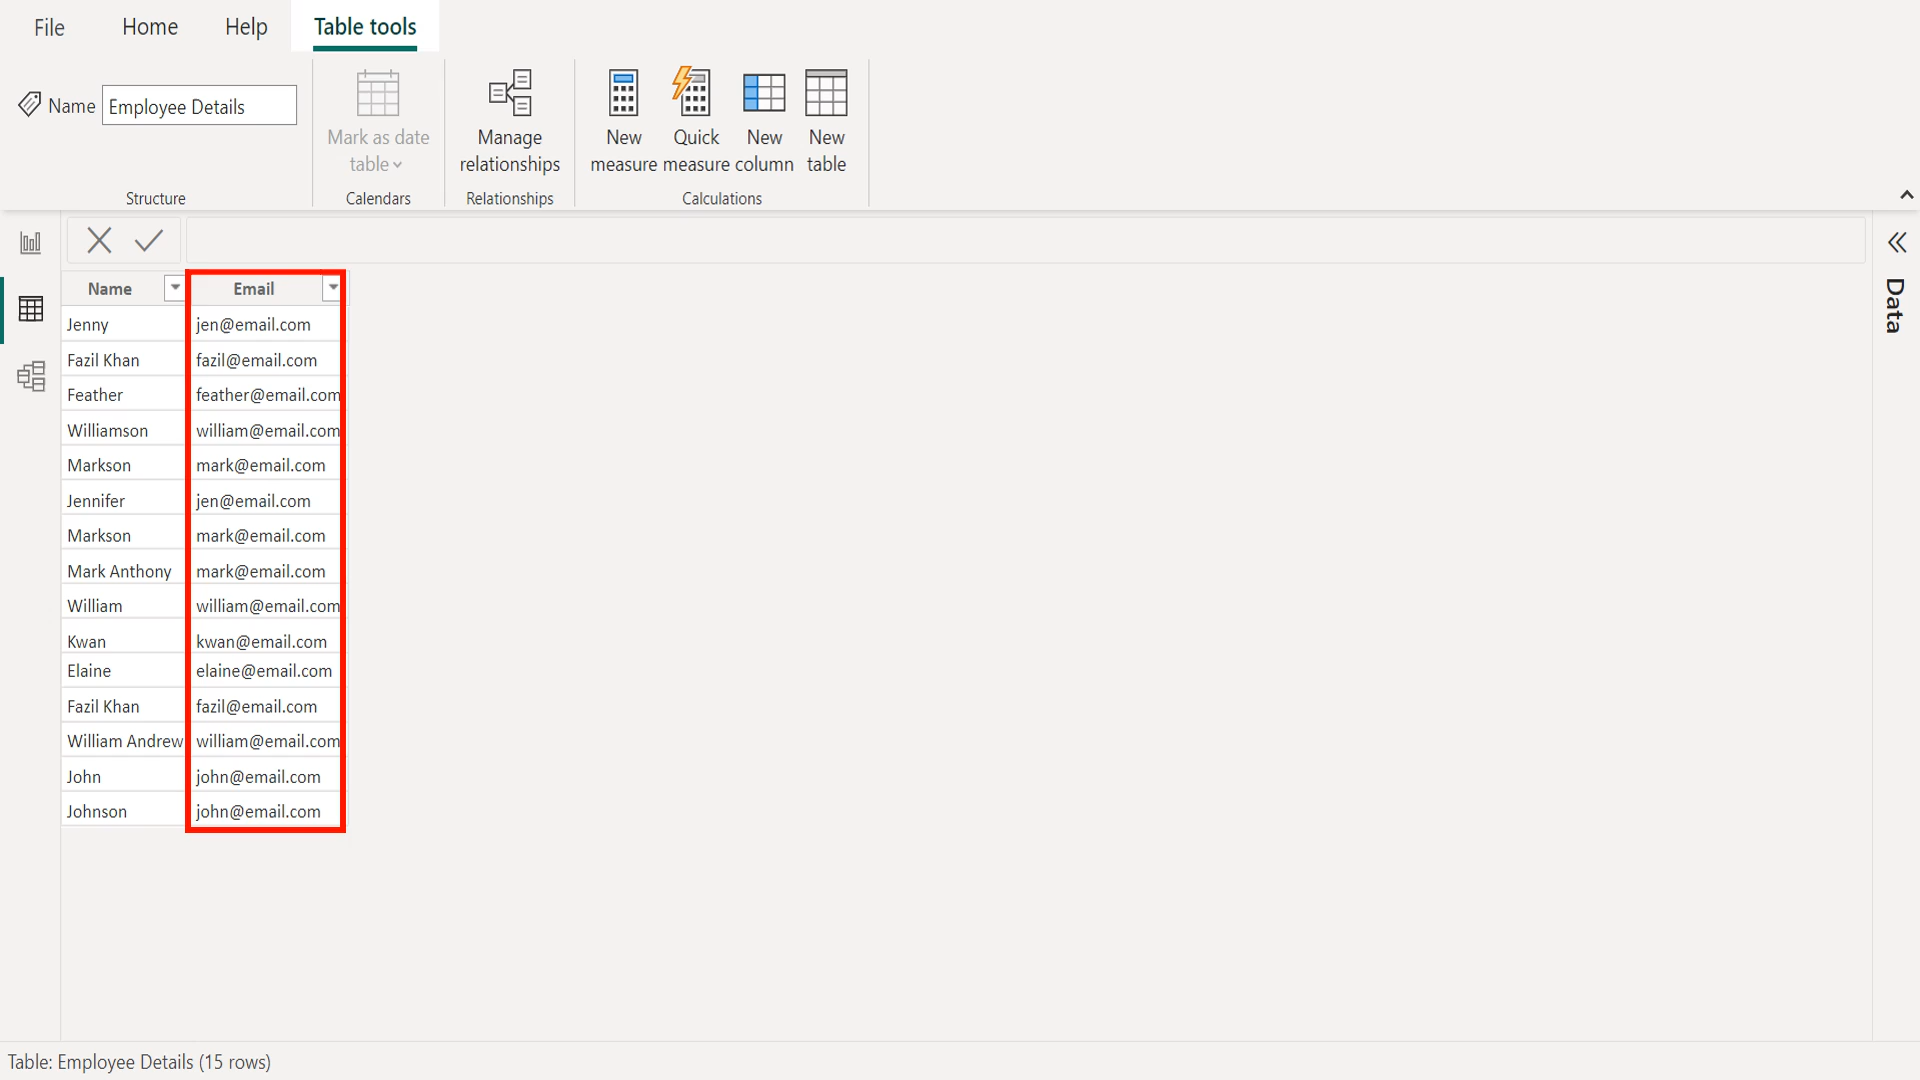 File Home Help Table tools
Name Employee Details
Mark as date table
Manage relationships
New measure
Quick measure
New column
New table
Structure Calendars Relationships Calculations
Data
Name Email
Jenny jen@email.com
Fazil Khan fazil@email.com
Feather feather@email.com
Williamson william@email.com
Markson mark@email.com
Jennifer jen@email.com
Markson mark@email.com
Mark Anthony mark@email.com
William william@email.com
Kwan kwan@email.com
Elaine elaine@email.com
Fazil Khan fazil@email.com
William Andrew william@email.com
John john@email.com
Johnson john@email.com
Table: Employee Details (15 rows)